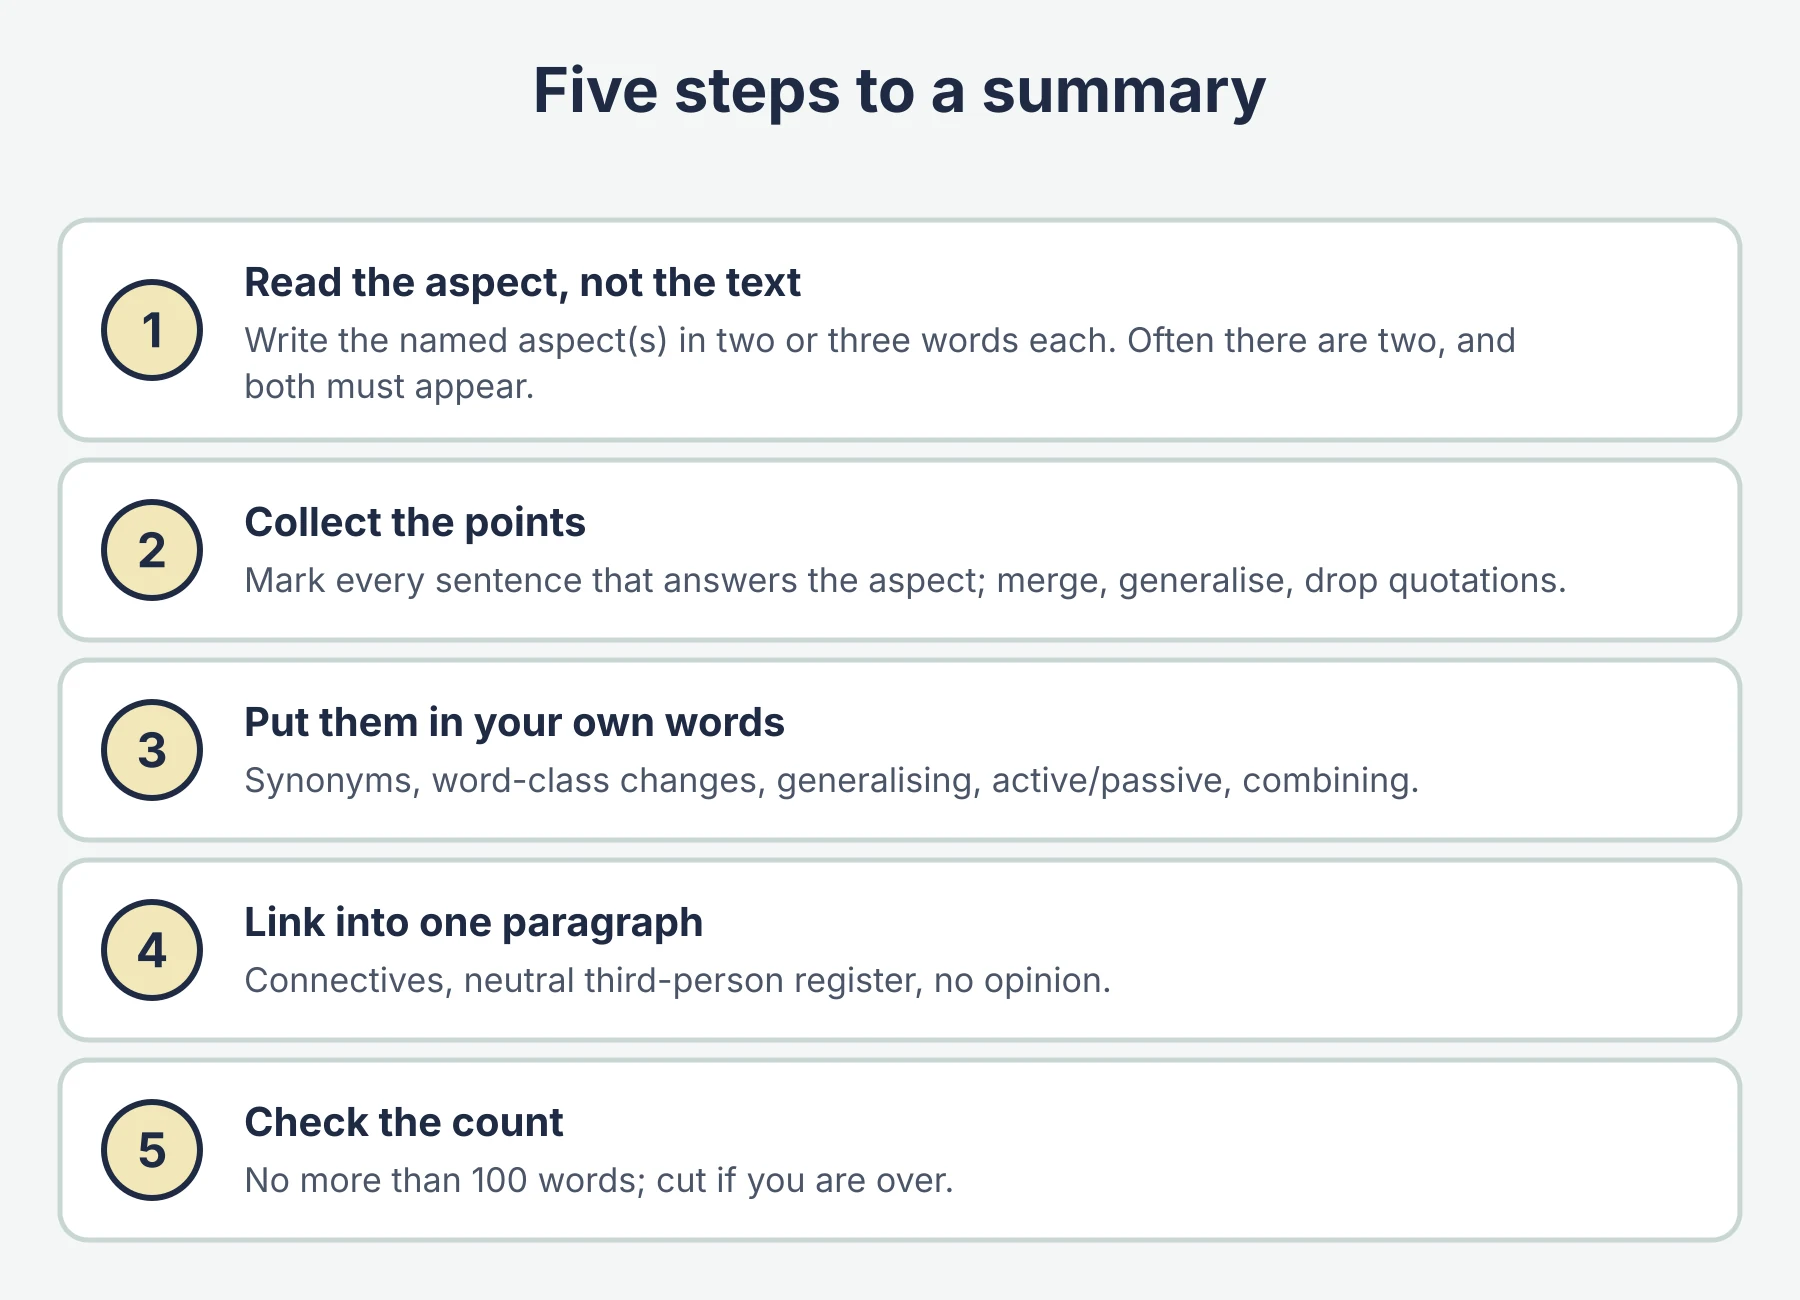 Five steps to a summary
1
Read the aspect, not the text
Write the named aspect(s) in two or three words each. Often there are two, and
both must appear.
2
Collect the points
Mark every sentence that answers the aspect; merge, generalise, drop quotations.
3
Put them in your own words
Synonyms, word-class changes, generalising, active/passive, combining.
4
Link into one paragraph
Connectives, neutral third-person register, no opinion.
5
Check the count
No more than 100 words; cut if you are over.